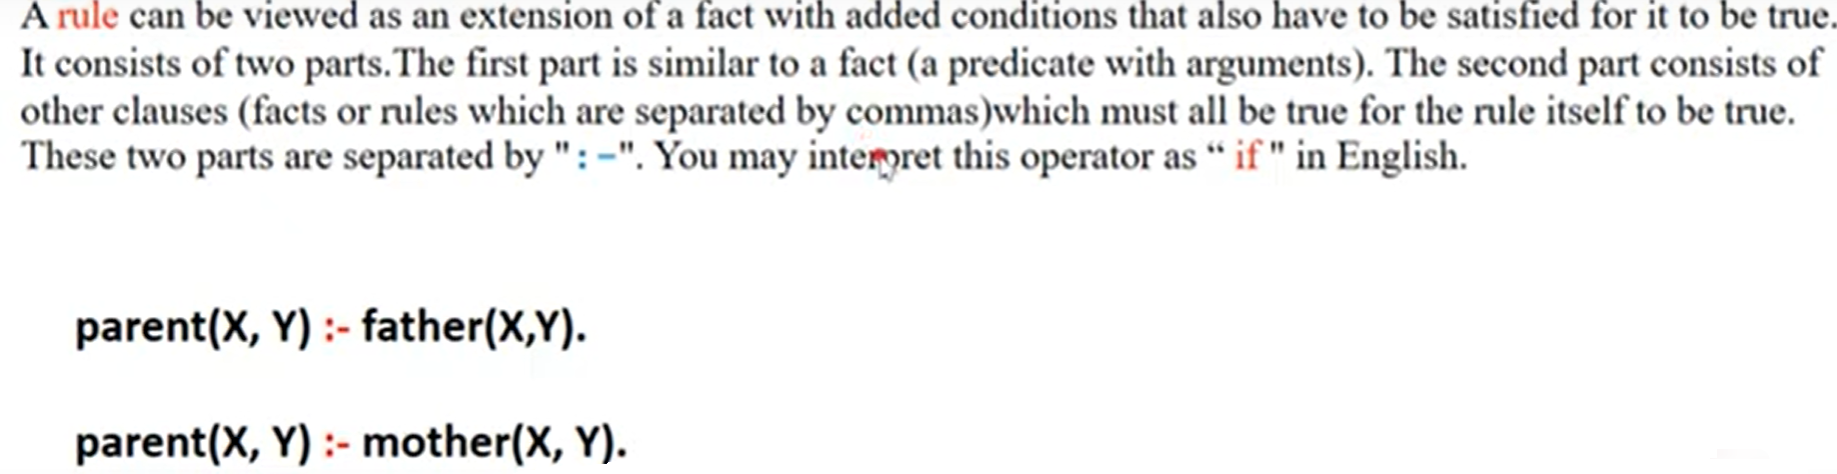 A rule can be viewed as an extension of a fact with added conditions that also have to be satisfied for it to be true.
It consists of two parts.The first part is similar to a fact (a predicate with arguments). The second part consists of
other clauses (facts or rules which are separated by commas)which must all be true for the rule itself to be true.
These two parts are separated by ":-". You may interpret this operator as “ if " in English.
parent(X, Y) :- father(X,Y).
parent(X, Y) :- mother(X, Y).